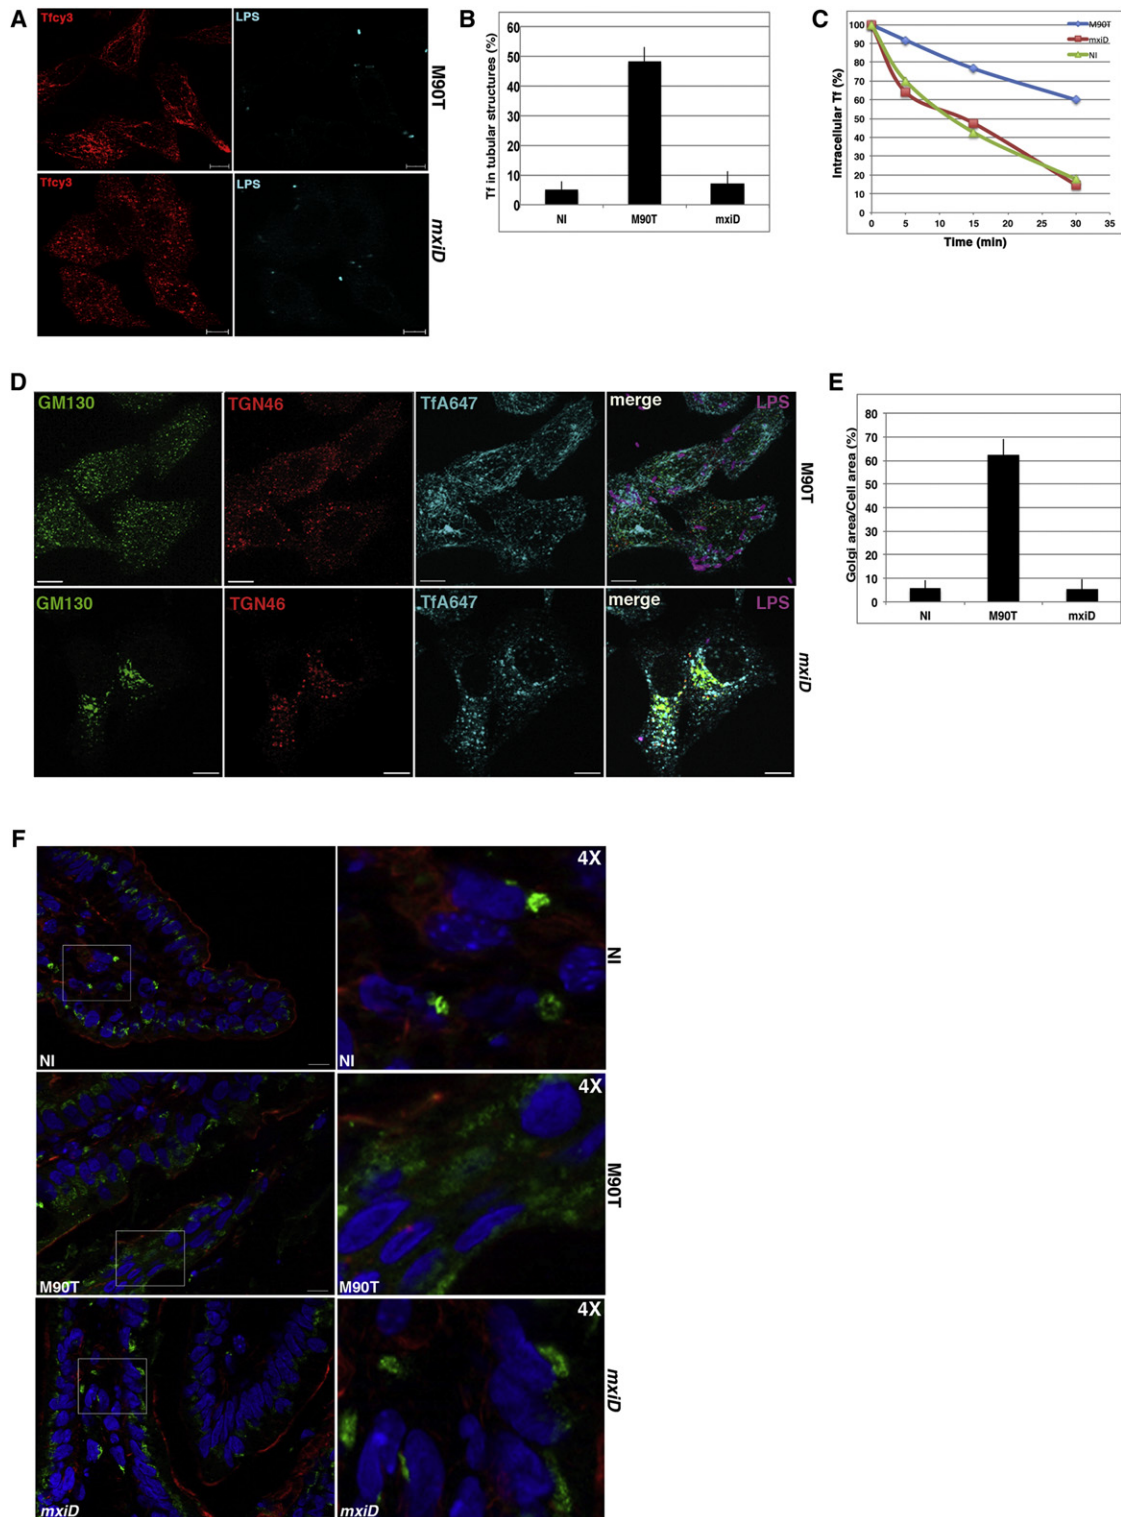 A
Tfcy3
LPS
M90T
Tfcy3
LPS
mxiD
B
Tf in tubular structures (%)
60
50
40
30
20
10
0
NI
M90T
mxiD
C
Intracellular Tf (%)
100
90
80
70
60
50
40
30
20
10
0
0
5
10
15
20
25
30
35
Time (min)
M90T
mxiD
NI
D
GM130
TGN46
TfA647
merge
LPS
M90T
GM130
TGN46
TfA647
merge
LPS
mxiD
E
Golgi area/Cell area (%)
80
70
60
50
40
30
20
10
0
NI
M90T
mxiD
F
4X
NI
NI
NI
4X
M90T
M90T
M90T
4X
mxiD
mxiD
mxiD